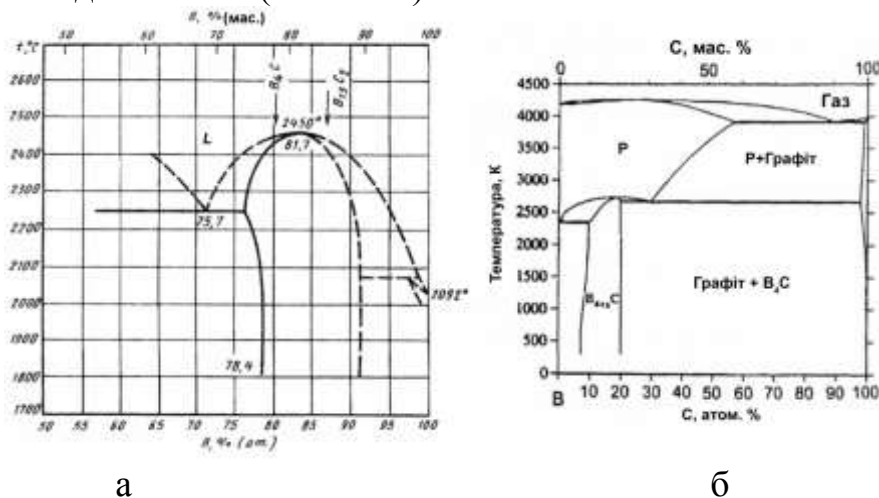 В, % (мас.)
50 60 70 80 90 100
t, °C
2600
2500
2400
2300
2200
2100
2000
1900
1800
1700
L
B₄C
B₁₃C₂
2450°
81,7
75,7
2092°
78,4
50 55 60 65 70 75 80 85 90 95 100
В, % (ат.)
а
С, мас. %
0 50 100
Температура, К
4500
4000
3500
3000
2500
2000
1500
1000
500
0
Газ
Р
Р+Графіт
Графіт + B₄C
B₄₊ₓC
В 10 20 30 40 50 60 70 80 90 100
С, атом. %
б